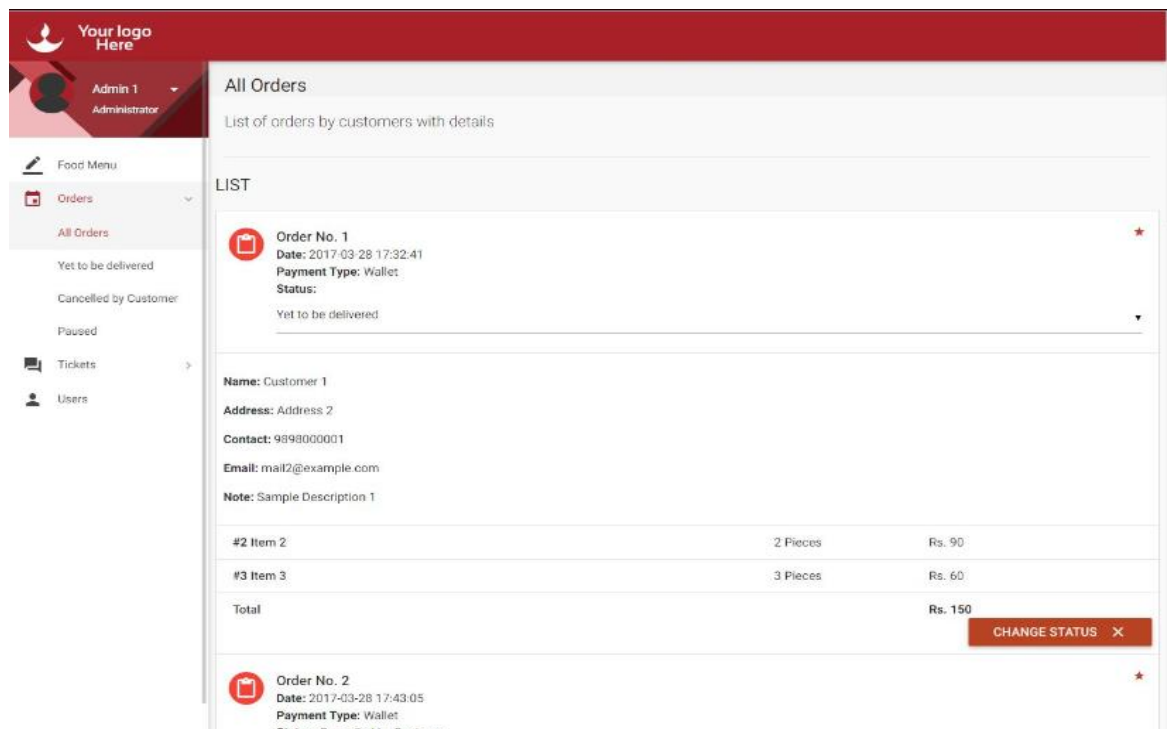 Your logo
Here
Admin 1
Administrator
Food Menu
Orders
All Orders
Yet to be delivered
Cancelled by Customer
Paused
Tickets
Users
All Orders
List of orders by customers with details
LIST
Order No. 1
Date: 2017-03-28 17:32:41
Payment Type: Wallet
Status:
Yet to be delivered
Name: Customer 1
Address: Address 2
Contact: 9898000001
Email: mail2@example.com
Note: Sample Description 1
#2 Item 2 2 Pieces Rs. 90
#3 Item 3 3 Pieces Rs. 60
Total Rs. 150
CHANGE STATUS
Order No. 2
Date: 2017-03-28 17:43:05
Payment Type: Wallet